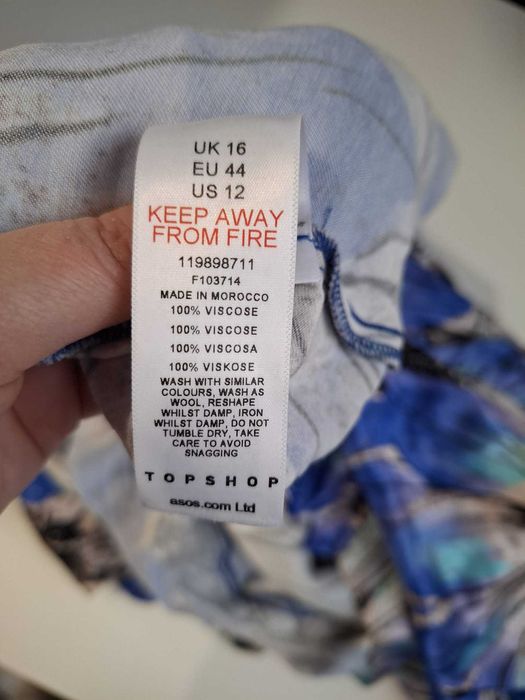 UK 16
EU 44
US 12
KEEP AWAY
FROM FIRE
119898711
F103714
MADE IN MOROCCO
100% VISCOSE
100% VISCOSE
100% VISCOSA
100% VISKOSE
WASH WITH SIMILAR
COLOURS, WASH AS
WOOL, RESHAPE
WHILST DAMP, IRON
WHILST DAMP, DO NOT
TUMBLE DRY, TAKE
CARE TO AVOID
SNAGGING
TOPSHOP
asos.com Ltd